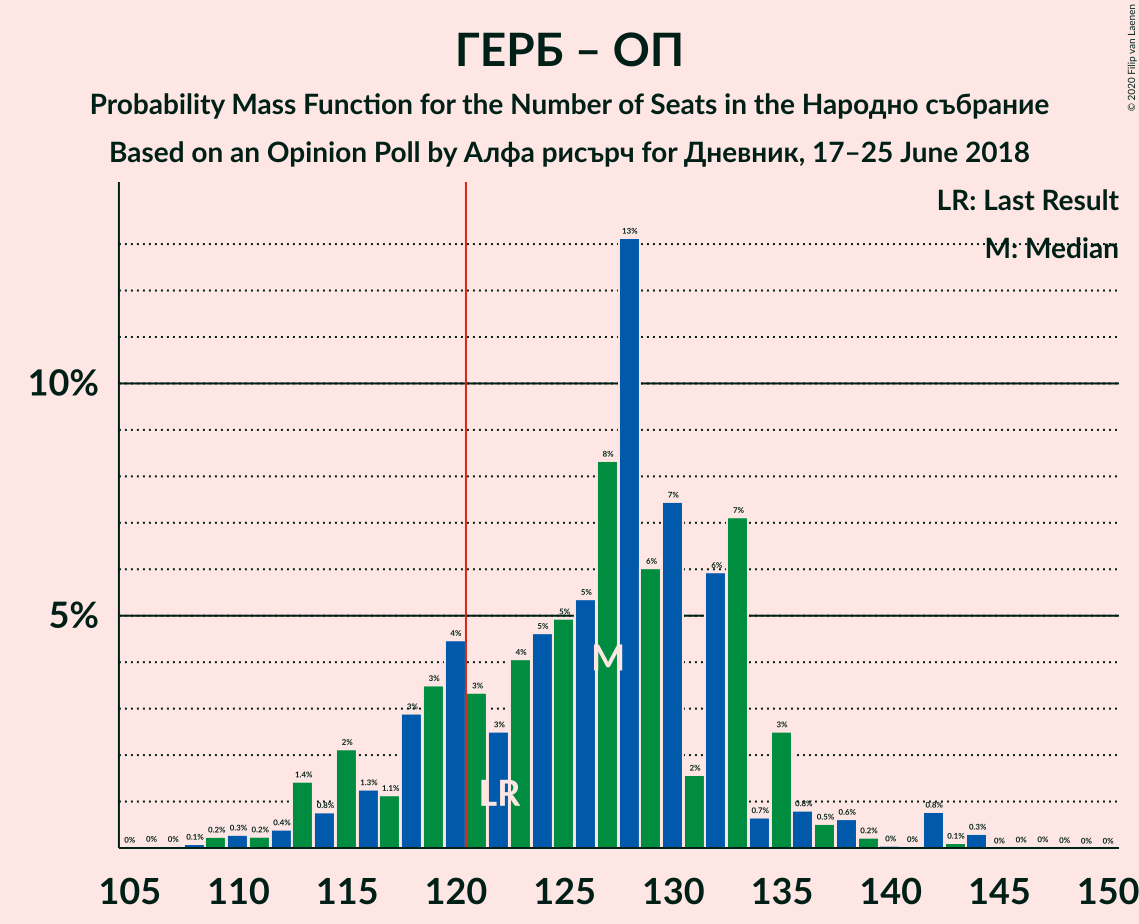 ГЕРБ – ОП
Probability Mass Function for the Number of Seats in the Народно събрание
Based on an Opinion Poll by Алфа рисърч for Дневник, 17–25 June 2018
© 2020 Filip van Laenen
LR: Last Result
M: Median
10%
5%
0% 0% 0% 0.1% 0.2% 0.3% 0.2% 0.4% 1.4% 0.8% 2% 1.3% 1.1% 3% 3% 4% 3% 3% 4% 5% 5% 5% 8% 13% 6% 7% 2% 6% 7% 0.7% 3% 0.8% 0.5% 0.6% 0.2% 0% 0% 0.8% 0.1% 0.3% 0% 0% 0% 0% 0% 0%
M
LR
105 110 115 120 125 130 135 140 145 150